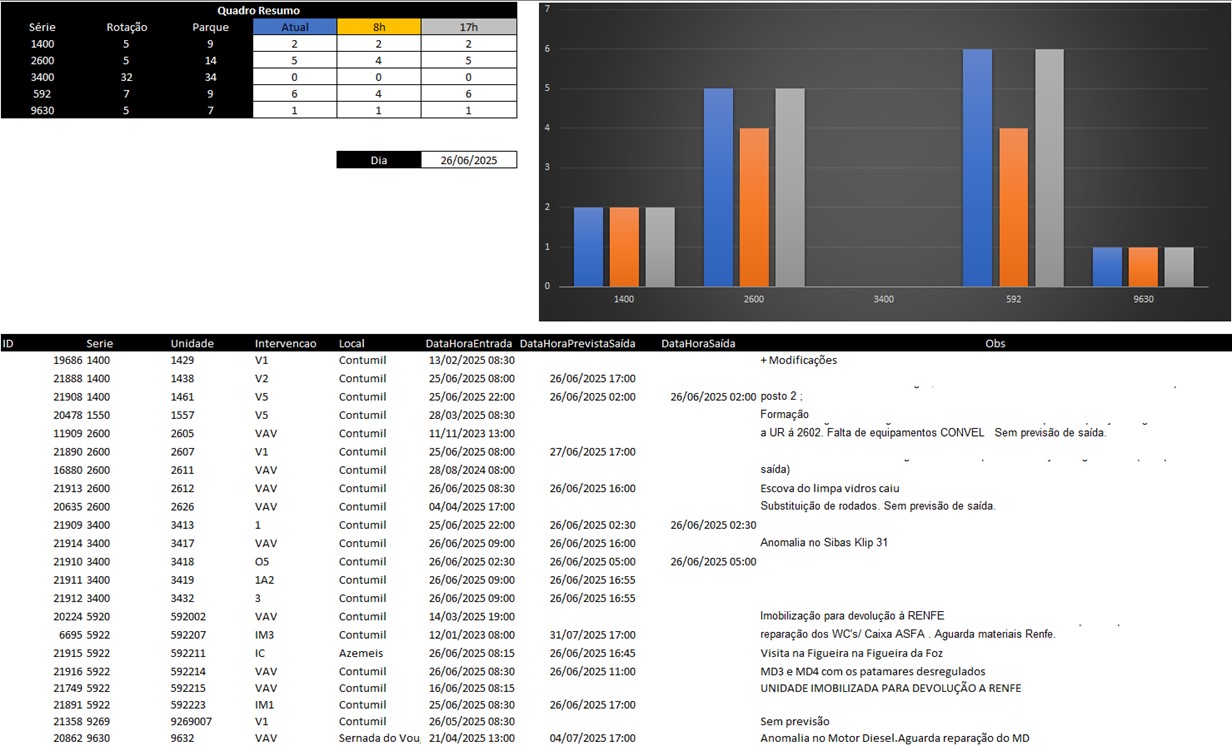 Quadro Resumo
Série Rotação Parque Atual 8h 17h
1400 5 9 2 2 2
2600 5 14 5 4 5
3400 32 34 0 0 0
592 7 9 6 4 6
9630 5 7 1 1 1
Dia 26/06/2025
7
6
5
4
3
2
1
0
1400 2600 3400 592 9630
ID Serie Unidade Intervencao Local DataHoraEntrada DataHoraPrevistaSaída DataHoraSaída Obs
19686 1400 1429 V1 Contumil 13/02/2025 08:30 + Modificações
21888 1400 1438 V2 Contumil 25/06/2025 08:00 26/06/2025 17:00
21908 1400 1461 V5 Contumil 25/06/2025 22:00 26/06/2025 02:00 26/06/2025 02:00 posto 2 ;
20478 1550 1557 V5 Contumil 28/03/2025 08:30 Formação
11909 2600 2605 VAV Contumil 11/11/2023 13:00 a UR á 2602. Falta de equipamentos CONVEL Sem previsão de saída.
21890 2600 2607 V1 Contumil 25/06/2025 08:00 27/06/2025 17:00
16880 2600 2611 VAV Contumil 28/08/2024 08:00 saída)
21913 2600 2612 VAV Contumil 26/06/2025 08:30 26/06/2025 16:00 Escova do limpa vidros caiu
20635 2600 2626 VAV Contumil 04/04/2025 17:00 Substituição de rodados. Sem previsão de saída.
21909 3400 3413 1 Contumil 25/06/2025 22:00 26/06/2025 02:30 26/06/2025 02:30
21914 3400 3417 VAV Contumil 26/06/2025 09:00 26/06/2025 16:00 Anomalia no Sibas Klip 31
21910 3400 3418 O5 Contumil 26/06/2025 02:30 26/06/2025 05:00 26/06/2025 05:00
21911 3400 3419 1A2 Contumil 26/06/2025 09:00 26/06/2025 16:55
21912 3400 3432 3 Contumil 26/06/2025 09:00 26/06/2025 16:55
20224 5920 592002 VAV Contumil 14/03/2025 19:00 Imobilização para devolução à RENFE
6695 5922 592207 IM3 Contumil 12/01/2023 08:00 31/07/2025 17:00 reparação dos WC's/ Caixa ASFA . Aguarda materiais Renfe.
21915 5922 592211 IC Azemeis 26/06/2025 08:15 26/06/2025 16:45 Visita na Figueira na Figueira da Foz
21916 5922 592214 VAV Contumil 26/06/2025 08:30 26/06/2025 11:00 MD3 e MD4 com os patamares desregulados
21749 5922 592215 VAV Contumil 16/06/2025 08:15 UNIDADE IMOBILIZADA PARA DEVOLUÇÃO A RENFE
21891 5922 592223 IM1 Contumil 25/06/2025 08:30 26/06/2025 17:00
21358 9269 9269007 V1 Contumil 26/05/2025 08:30 Sem previsão
20862 9630 9632 VAV Sernada do Vou 21/04/2025 13:00 04/07/2025 17:00 Anomalia no Motor Diesel.Aguarda reparação do MD